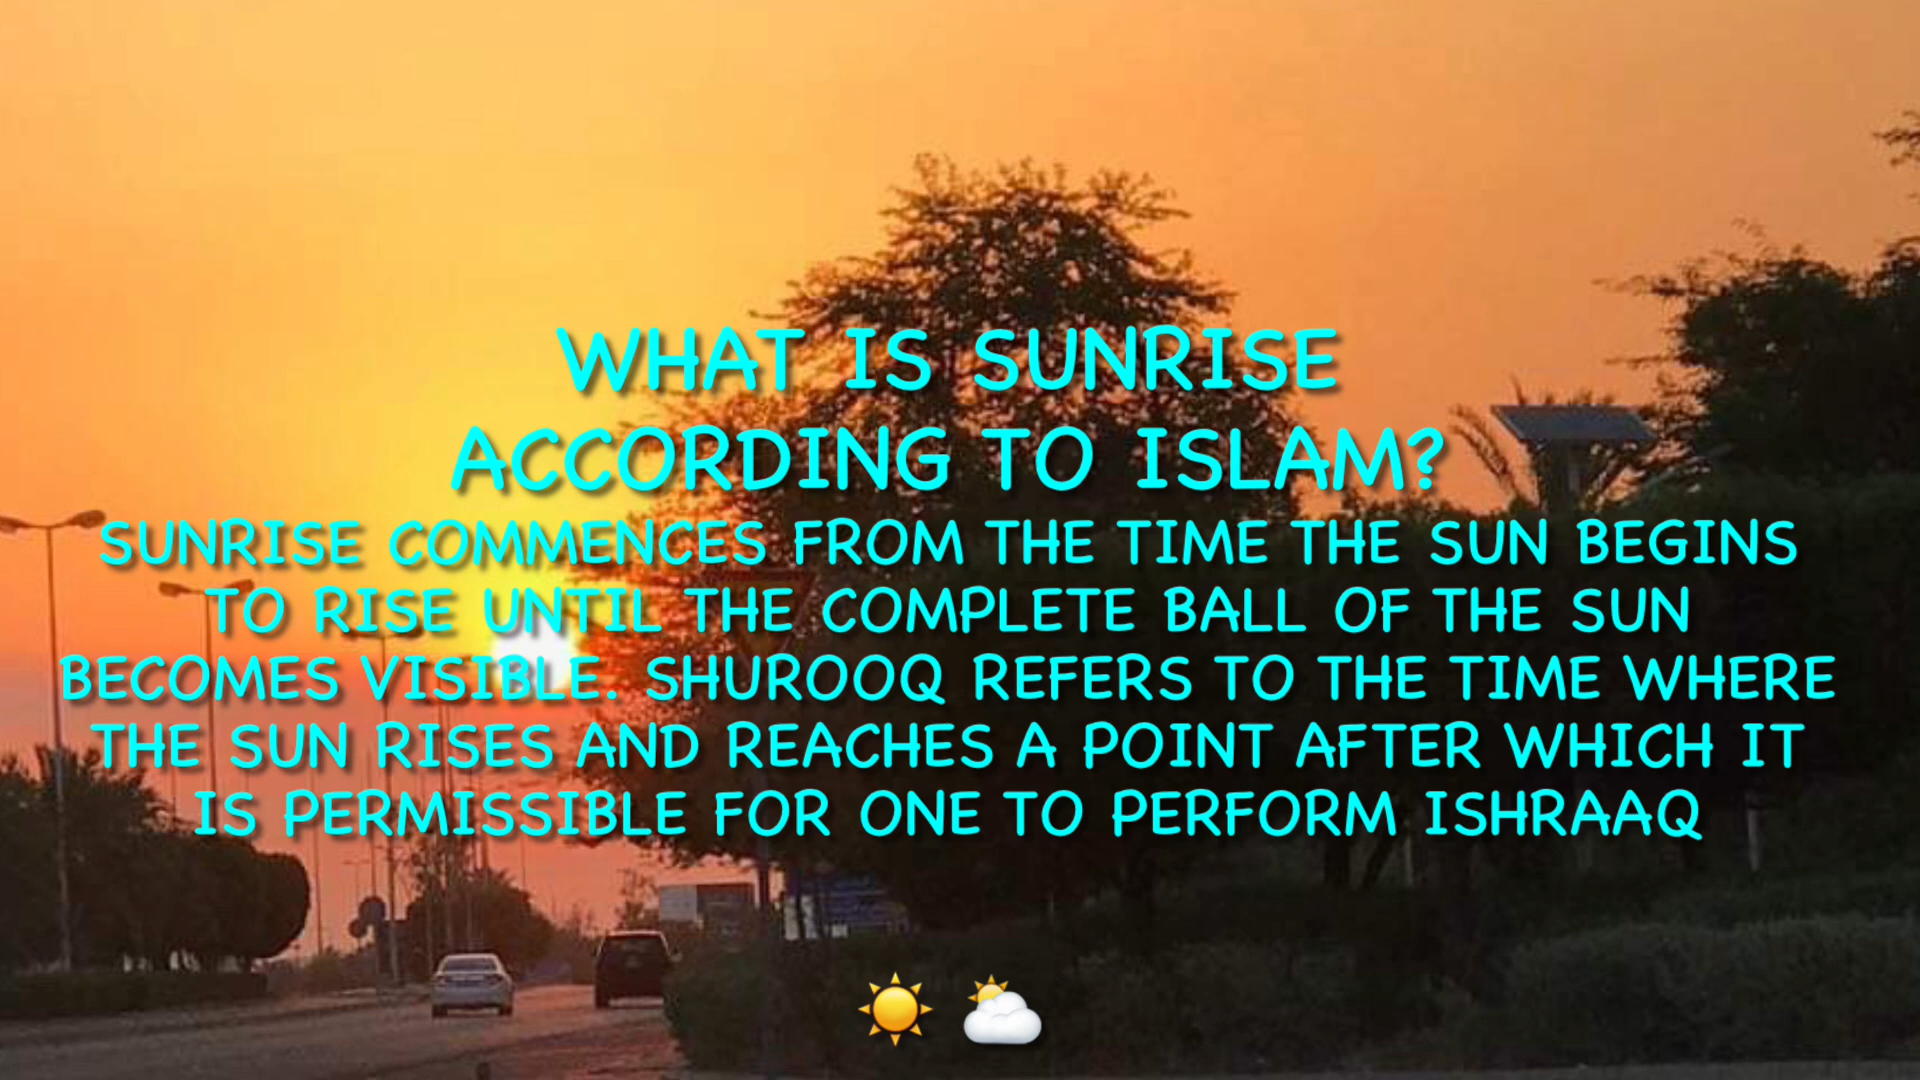 WHAT IS SUNRISE
ACCORDING TO ISLAM?
SUNRISE COMMENCES FROM THE TIME THE SUN BEGINS
TO RISE UNTIL THE COMPLETE BALL OF THE SUN
BECOMES VISIBLE. SHUROOQ REFERS TO THE TIME WHERE
THE SUN RISES AND REACHES A POINT AFTER WHICH IT
IS PERMISSIBLE FOR ONE TO PERFORM ISHRAAQ